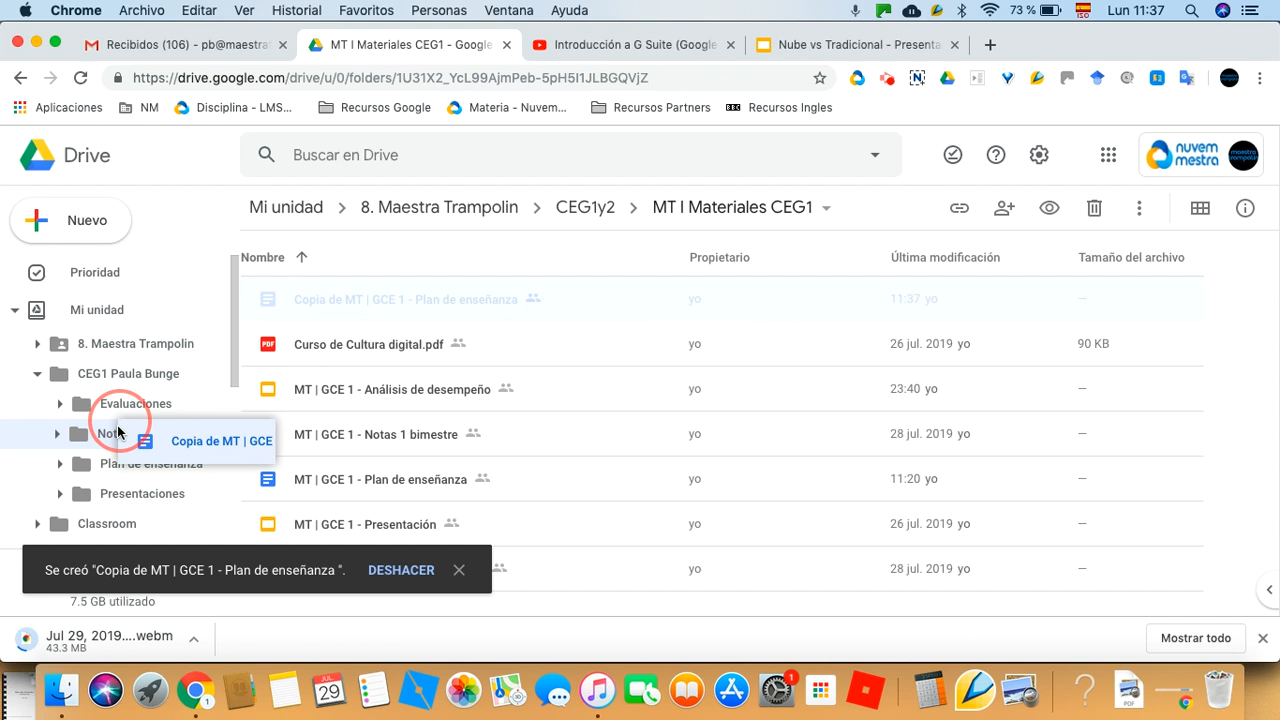 Chrome Archivo Editar Ver Historial Favoritos Personas Ventana Ayuda 73 % ISO Lun 11:37
Recibidos (106) - pb@maestra MT I Materiales CEG1 - Google Introducción a G Suite (Google Nube vs Tradicional - Presenta
https://drive.google.com/drive/u/0/folders/1U31X2_YcL99AjmPeb-5pH5I1JLBGQVjZ
Aplicaciones NM Disciplina - LMS... Recursos Google Materia - Nuvem... Recursos Partners Recursos Ingles
Drive Buscar en Drive nuvem mestra
Nuevo Mi unidad 8. Maestra Trampolin CEG1y2 MT I Materiales CEG1
Nombre Propietario Última modificación Tamaño del archivo
Prioridad
Copia de MT | GCE 1 - Plan de enseñanza yo 11:37 yo —
Mi unidad
8. Maestra Trampolin Curso de Cultura digital.pdf yo 26 jul. 2019 yo 90 KB
CEG1 Paula Bunge
MT | GCE 1 - Análisis de desempeño yo 23:40 yo —
Evaluaciones
Not MT | GCE 1 - Notas 1 bimestre yo 28 jul. 2019 yo —
Copia de MT | GCE
Plan de enseñanza
MT | GCE 1 - Plan de enseñanza yo 11:20 yo —
Presentaciones
Classroom MT | GCE 1 - Presentación yo 26 jul. 2019 yo —
Se creó "Copia de MT | GCE 1 - Plan de enseñanza ". DESHACER yo 28 jul. 2019 yo —
7.5 GB utilizado
Jul 29, 2019....webm Mostrar todo
43.3 MB
JUL
29
1
PDF